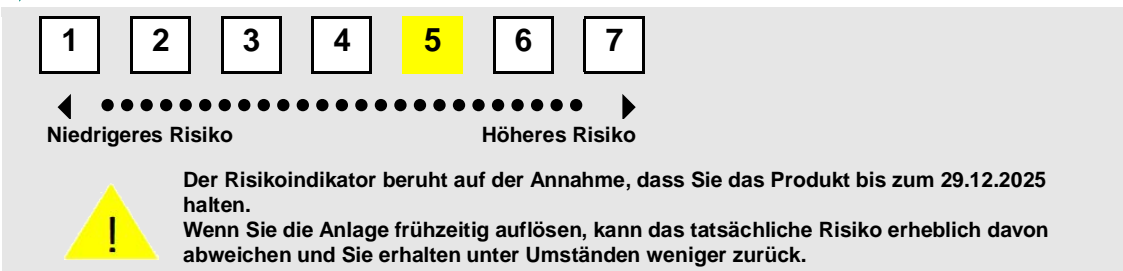 1 2 3 4 5 6 7
Niedrigeres Risiko Höheres Risiko
Der Risikoindikator beruht auf der Annahme, dass Sie das Produkt bis zum 29.12.2025
halten.
!
Wenn Sie die Anlage frühzeitig auflösen, kann das tatsächliche Risiko erheblich davon
abweichen und Sie erhalten unter Umständen weniger zurück.